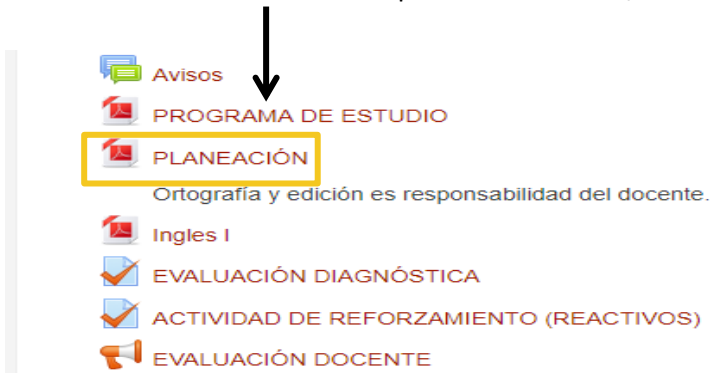 Avisos
PROGRAMA DE ESTUDIO
PLANEACIÓN
Ortografía y edición es responsabilidad del docente.
Ingles I
EVALUACIÓN DIAGNÓSTICA
ACTIVIDAD DE REFORZAMIENTO (REACTIVOS)
EVALUACIÓN DOCENTE